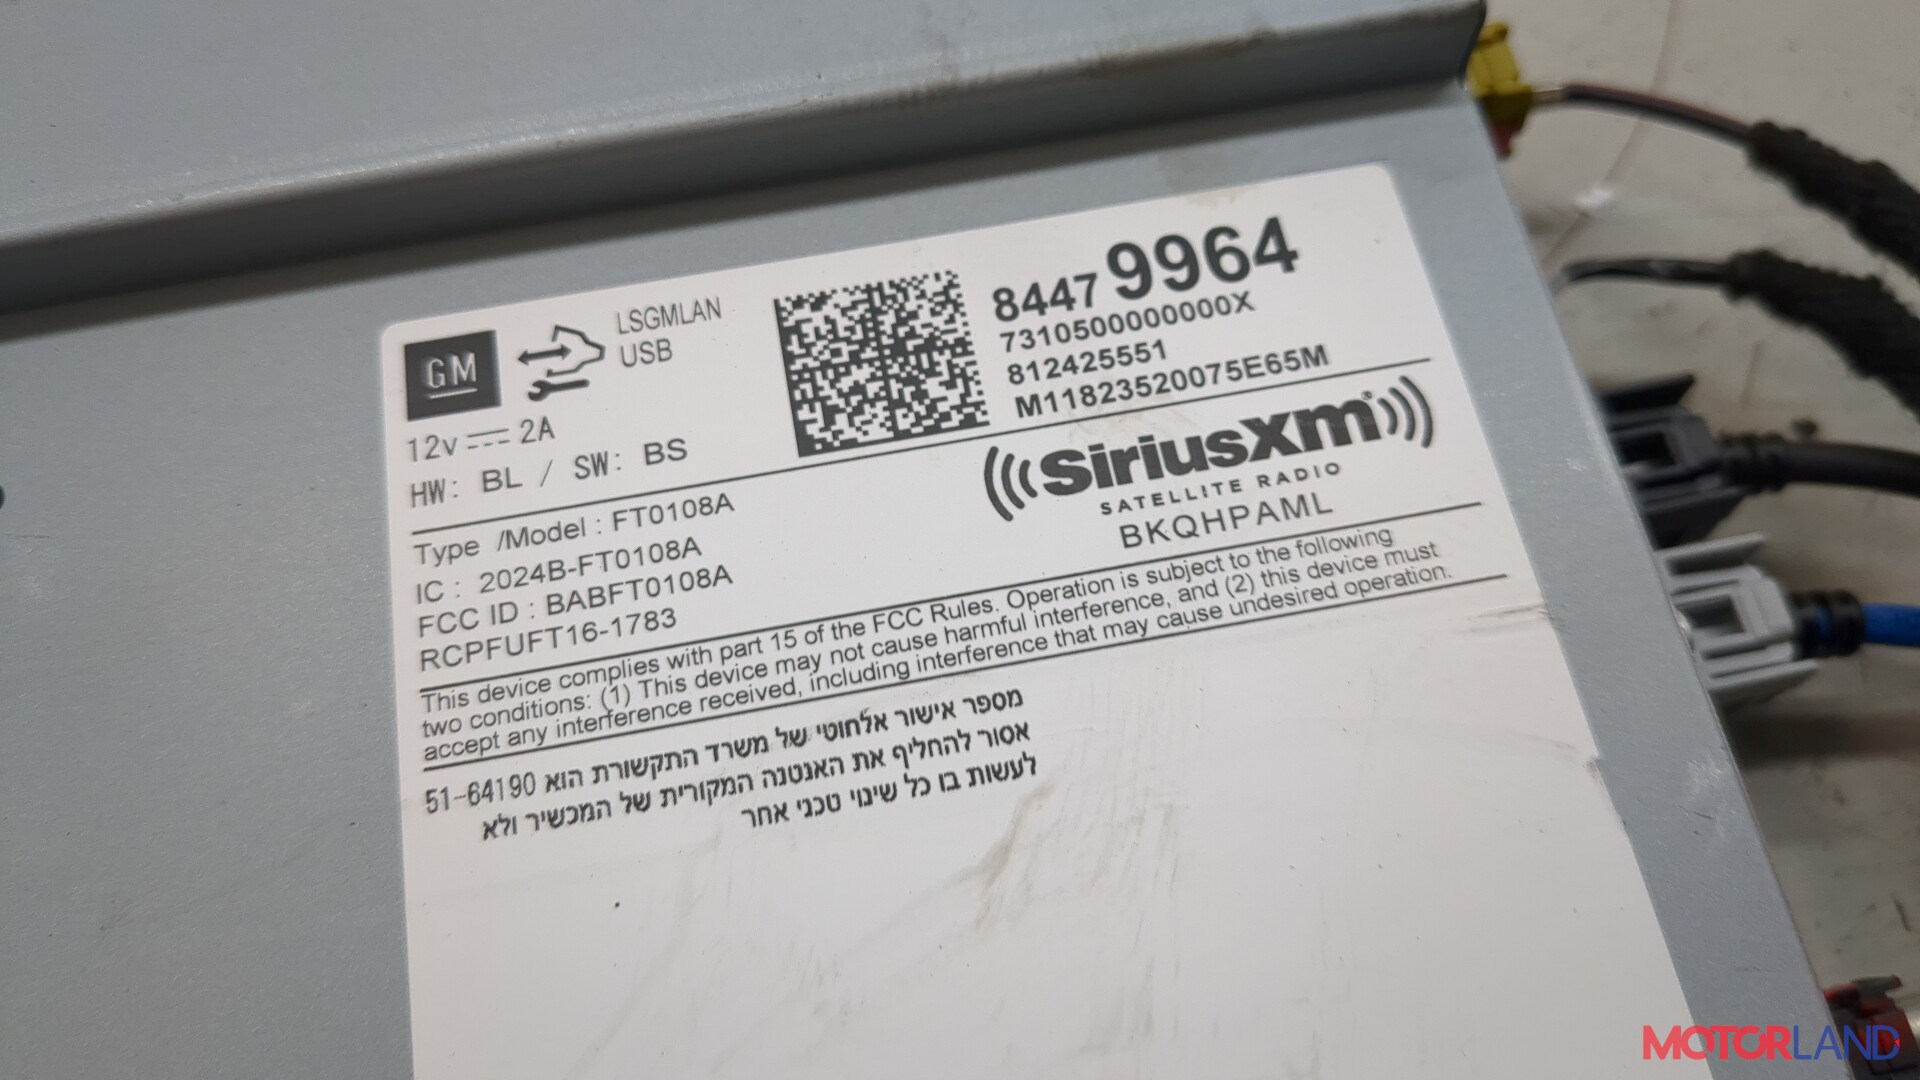 GM
LSGMLAN
USB
12V 2A
HW: BL / SW: BS
84479964
7310500000000X
812425551
M11823520075E65M
SiriusXm®
SATELLITE RADIO
BKQHPAML
Type /Model : FT0108A
IC : 2024B-FT0108A
FCC ID : BABFT0108A
RCPFUFT16-1783
This device complies with part 15 of the FCC Rules. Operation is subject to the following
two conditions: (1) This device may not cause harmful interference, and (2) this device must
accept any interference received, including interference that may cause undesired operation.
מספר אישור אלחוטי של משרד התקשורת הוא 51-64190
אסור להחליף את האנטנה המקורית של המכשיר ולא
לעשות בו כל שינוי טכני אחר
MOTORLAND